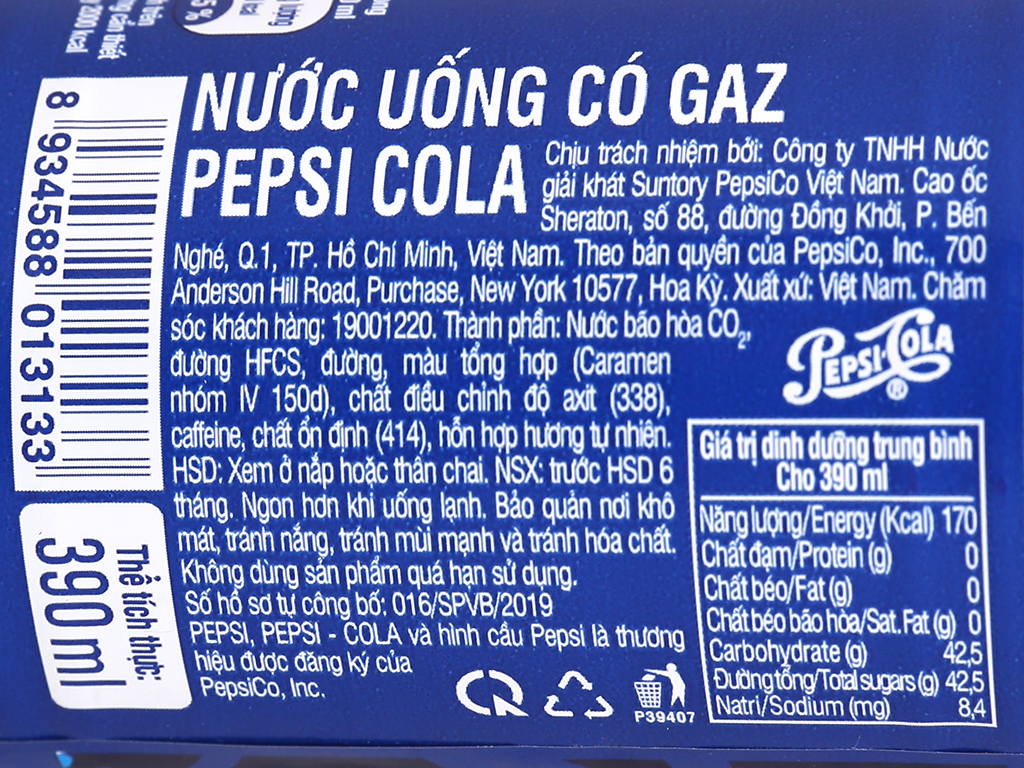 NƯỚC UỐNG CÓ GAZ
PEPSI COLA
Chịu trách nhiệm bởi: Công ty TNHH Nước
giải khát Suntory PepsiCo Việt Nam. Cao ốc
Sheraton, số 88, đường Đồng Khởi, P. Bến
Nghé, Q.1, TP. Hồ Chí Minh, Việt Nam. Theo bản quyền của PepsiCo, Inc., 700
Anderson Hill Road, Purchase, New York 10577, Hoa Kỳ. Xuất xứ: Việt Nam. Chăm
sóc khách hàng: 19001220. Thành phần: Nước bão hòa CO2,
đường HFCS, đường, màu tổng hợp (Caramen
nhóm IV 150d), chất điều chỉnh độ axit (338),
caffeine, chất ổn định (414), hỗn hợp hương tự nhiên.
HSD: Xem ở nắp hoặc thân chai. NSX: trước HSD 6
tháng. Ngon hơn khi uống lạnh. Bảo quản nơi khô
mát, tránh nắng, tránh mùi mạnh và tránh hóa chất.
Không dùng sản phẩm quá hạn sử dụng.
Số hồ sơ tự công bố: 016/SPVB/2019
PEPSI, PEPSI - COLA và hình cầu Pepsi là thương
hiệu được đăng ký của
PepsiCo, Inc.
P39407
PEPSI-COLA
®
Giá trị dinh dưỡng trung bình
Cho 390 ml
Năng lượng/Energy (Kcal) 170
Chất đạm/Protein (g) 0
Chất béo/Fat (g) 0
Chất béo bão hòa/Sat. Fat (g) 0
Carbohydrate (g) 42,5
Đường tổng/Total sugars (g) 42,5
Natri/Sodium (mg) 8,4
8 934588 013133
Thể tích thực:
390 ml
cần thiết
2000 kcal
5%
ml